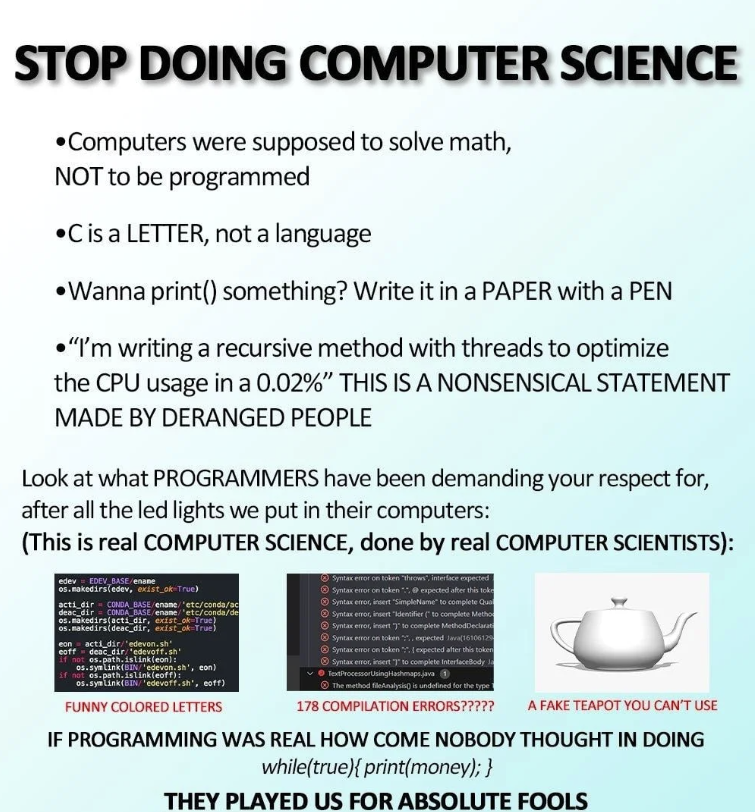 STOP DOING COMPUTER SCIENCE
•Computers were supposed to solve math,
NOT to be programmed
•C is a LETTER, not a language
•Wanna print() something? Write it in a PAPER with a PEN
•“I’m writing a recursive method with threads to optimize
the CPU usage in a 0.02%” THIS IS A NONSENSICAL STATEMENT
MADE BY DERANGED PEOPLE
Look at what PROGRAMMERS have been demanding your respect for,
after all the led lights we put in their computers:
(This is real COMPUTER SCIENCE, done by real COMPUTER SCIENTISTS):
edev = EDEV_BASE/ename
os.makedirs(edev, exist_ok=True)
acti_dir = CONDA_BASE/ename/'etc/conda/ac
deac_dir = CONDA_BASE/ename/'etc/conda/de
os.makedirs(acti_dir, exist_ok=True)
os.makedirs(deac_dir, exist_ok=True)
eon = acti_dir/'edevon.sh'
eoff = deac_dir/'edevoff.sh'
if not os.path.islink(eon):
os.symlink(BIN/'edevon.sh', eon)
if not os.path.islink(eoff):
os.symlink(BIN/'edevoff.sh', eoff)
Syntax error on token "throws", interface expected
Syntax error on token ".", @ expected after this toke
Syntax error, insert "SimpleName" to complete Qual
Syntax error, insert "Identifier (" to complete Metho
Syntax error, insert ")" to complete MethodDeclarati
Syntax error on token ";", , expected Java(16106129
Syntax error on token ";", { expected after this token
Syntax error, insert "}" to complete InterfaceBody Ja
TextProcessorUsingHashmaps.java 1
The method fileAnalysis() is undefined for the type T
FUNNY COLORED LETTERS
178 COMPILATION ERRORS?????
A FAKE TEAPOT YOU CAN’T USE
IF PROGRAMMING WAS REAL HOW COME NOBODY THOUGHT IN DOING
while(true){ print(money); }
THEY PLAYED US FOR ABSOLUTE FOOLS